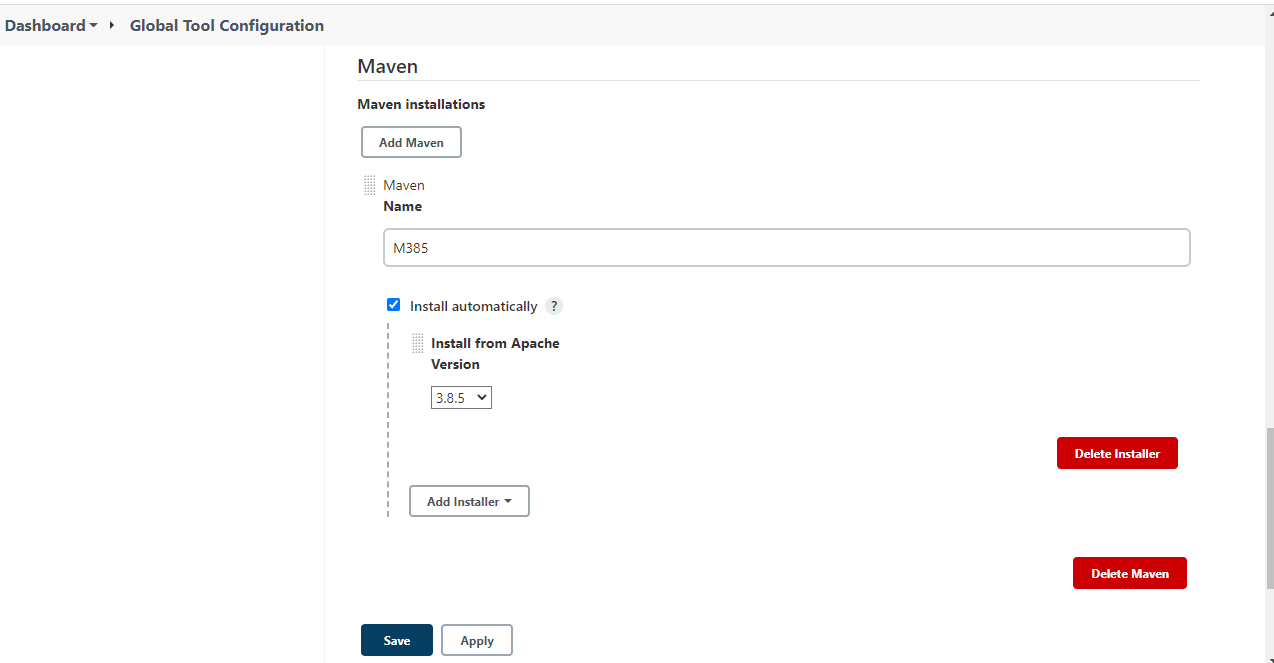 Dashboard Global Tool Configuration
Maven
Maven installations
Add Maven
Maven
Name
M385
Install automatically ?
Install from Apache
Version
3.8.5
Delete Installer
Add Installer
Delete Maven
Save Apply